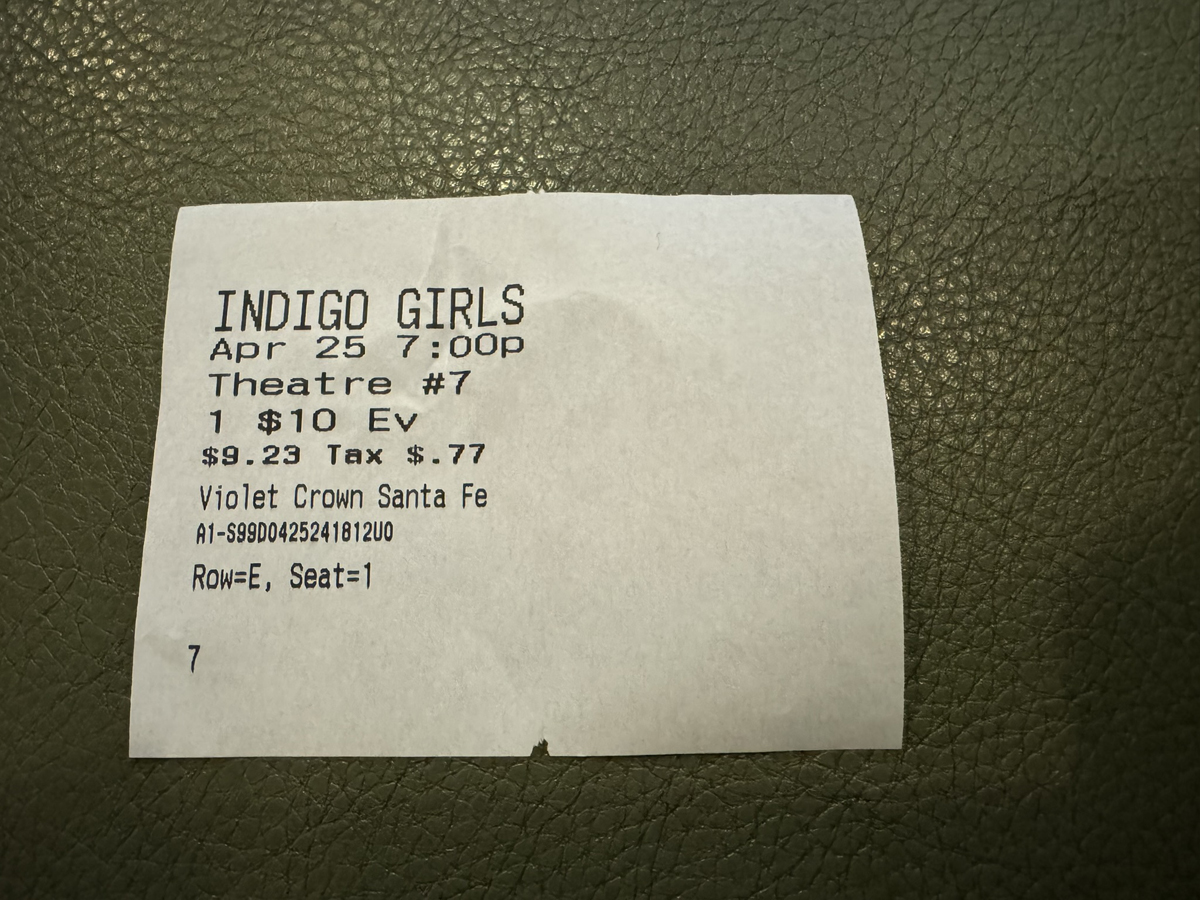 INDIGO GIRLS
Apr 25 7:00p
Theatre #7
1 $10 Ev
$9.23 Tax $.77
Violet Crown Santa Fe
A1-S99D0425241812U0
Row=E, Seat=1
7